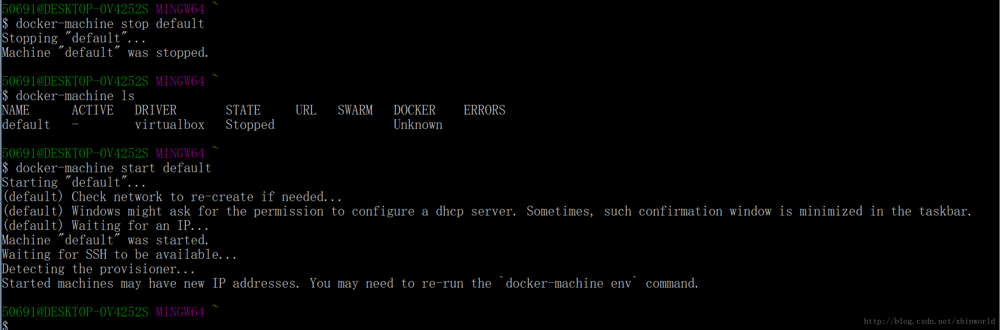 50691@DESKTOP-0V4252S MINGW64 ~
$ docker-machine stop default
Stopping "default"...
Machine "default" was stopped.
50691@DESKTOP-0V4252S MINGW64 ~
$ docker-machine ls
NAME ACTIVE DRIVER STATE URL SWARM DOCKER ERRORS
default - virtualbox Stopped Unknown
50691@DESKTOP-0V4252S MINGW64 ~
$ docker-machine start default
Starting "default"...
(default) Check network to re-create if needed...
(default) Windows might ask for the permission to configure a dhcp server. Sometimes, such confirmation window is minimized in the taskbar.
(default) Waiting for an IP...
Machine "default" was started.
Waiting for SSH to be available...
Detecting the provisioner...
Started machines may have new IP addresses. You may need to re-run the `docker-machine env` command.
50691@DESKTOP-0V4252S MINGW64 ~
$
http://blog.csdn.net/xbinworld